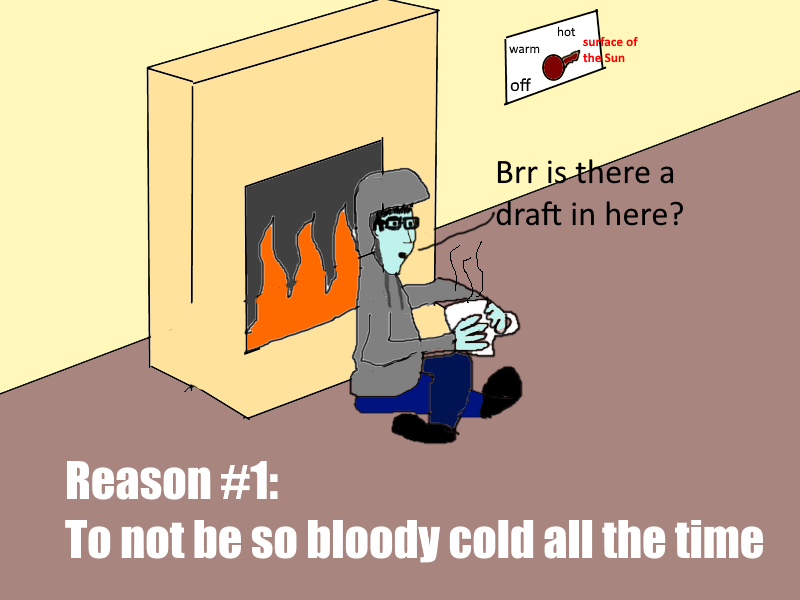 hot
warm
surface of
the Sun
off
Brr is there a
draft in here?
Reason #1:
To not be so bloody cold all the time